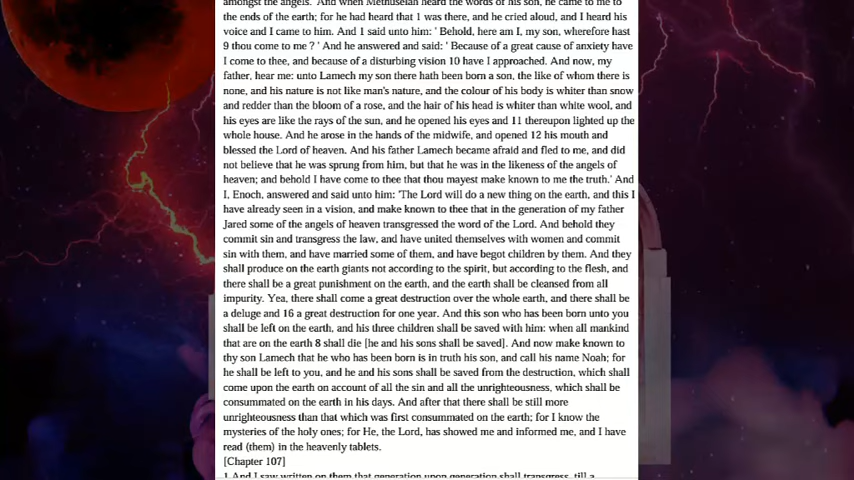 amongst the angels.' And when Methuselah heard the words of his son, he came to me to
the ends of the earth; for he had heard that 1 was there, and he cried aloud, and I heard his
voice and I came to him. And 1 said unto him: ' Behold, here am I, my son, wherefore hast
9 thou come to me ? ' And he answered and said: ' Because of a great cause of anxiety have
I come to thee, and because of a disturbing vision 10 have I approached. And now, my
father, hear me: unto Lamech my son there hath been born a son, the like of whom there is
none, and his nature is not like man's nature, and the colour of his body is whiter than snow
and redder than the bloom of a rose, and the hair of his head is whiter than white wool, and
his eyes are like the rays of the sun, and he opened his eyes and 11 thereupon lighted up the
whole house. And he arose in the hands of the midwife, and opened 12 his mouth and
blessed the Lord of heaven. And his father Lamech became afraid and fled to me, and did
not believe that he was sprung from him, but that he was in the likeness of the angels of
heaven; and behold I have come to thee that thou mayest make known to me the truth.' And
I, Enoch, answered and said unto him: 'The Lord will do a new thing on the earth, and this I
have already seen in a vision, and make known to thee that in the generation of my father
Jared some of the angels of heaven transgressed the word of the Lord. And behold they
commit sin and transgress the law, and have united themselves with women and commit
sin with them, and have married some of them, and have begot children by them. And they
shall produce on the earth giants not according to the spirit, but according to the flesh, and
there shall be a great punishment on the earth, and the earth shall be cleansed from all
impurity. Yea, there shall come a great destruction over the whole earth, and there shall be
a deluge and 16 a great destruction for one year. And this son who has been born unto you
shall be left on the earth, and his three children shall be saved with him: when all mankind
that are on the earth 8 shall die [he and his sons shall be saved]. And now make known to
thy son Lamech that he who has been born is in truth his son, and call his name Noah; for
he shall be left to you, and he and his sons shall be saved from the destruction, which shall
come upon the earth on account of all the sin and all the unrighteousness, which shall be
consummated on the earth in his days. And after that there shall be still more
unrighteousness than that which was first consummated on the earth; for I know the
mysteries of the holy ones; for He, the Lord, has showed me and informed me, and I have
read (them) in the heavenly tablets.
[Chapter 107]
1 And I saw written on them that generation upon generation shall transgress, till a